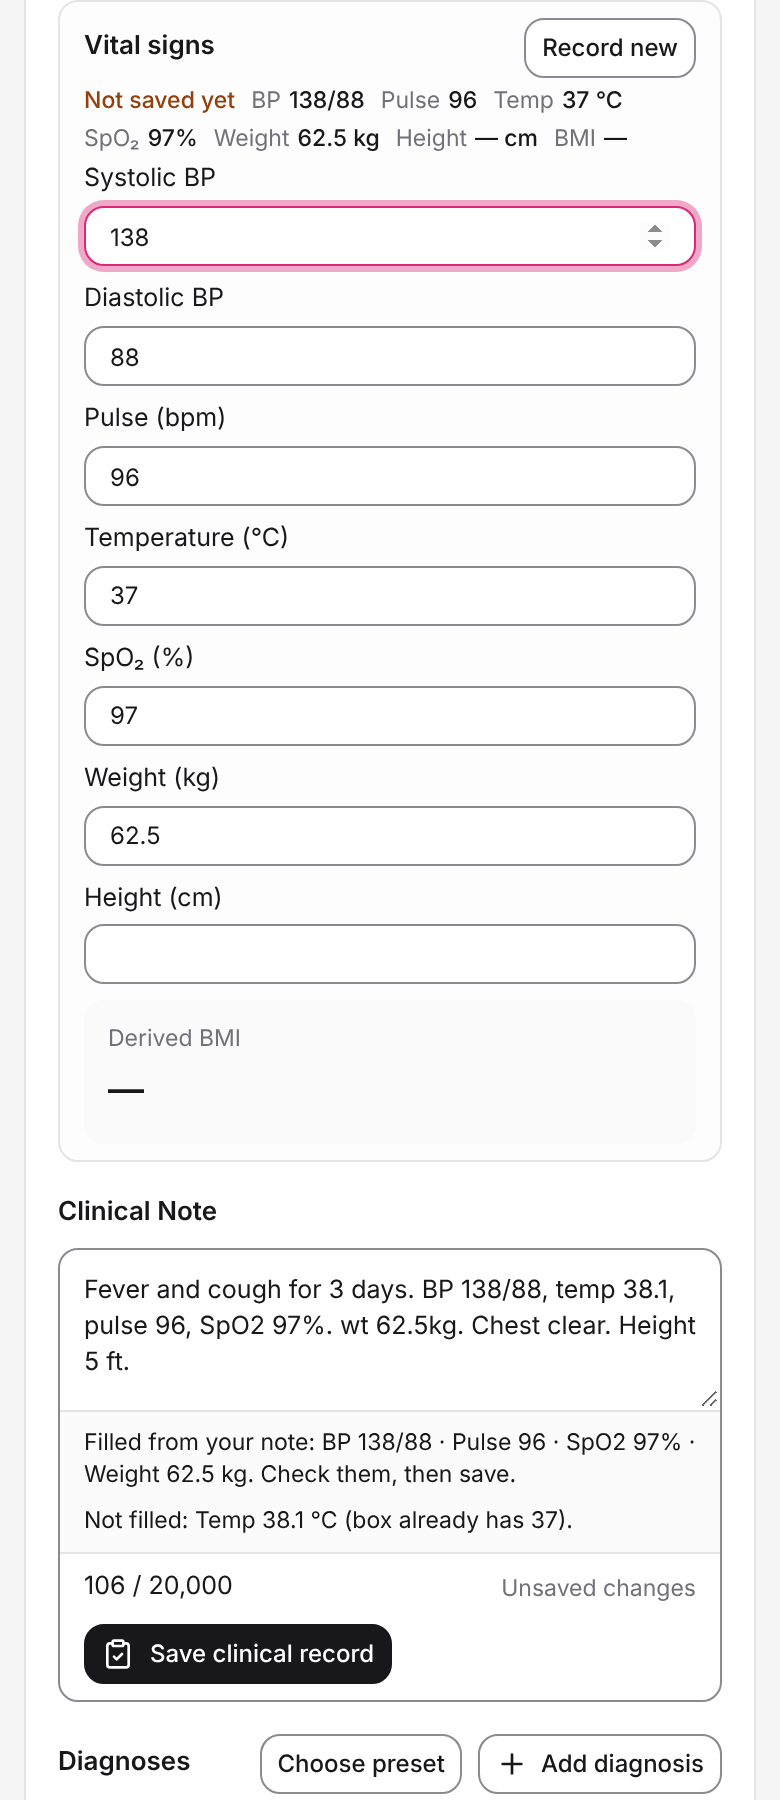 Vital signs
Record new
Not saved yet BP 138/88 Pulse 96 Temp 37 °C
SpO₂ 97% Weight 62.5 kg Height — cm BMI —
Systolic BP
138
Diastolic BP
88
Pulse (bpm)
96
Temperature (°C)
37
SpO₂ (%)
97
Weight (kg)
62.5
Height (cm)
Derived BMI
—
Clinical Note
Fever and cough for 3 days. BP 138/88, temp 38.1,
pulse 96, SpO2 97%. wt 62.5kg. Chest clear. Height
5 ft.
Filled from your note: BP 138/88 · Pulse 96 · SpO2 97% ·
Weight 62.5 kg. Check them, then save.
Not filled: Temp 38.1 °C (box already has 37).
106 / 20,000
Unsaved changes
Save clinical record
Diagnoses
Choose preset
+ Add diagnosis